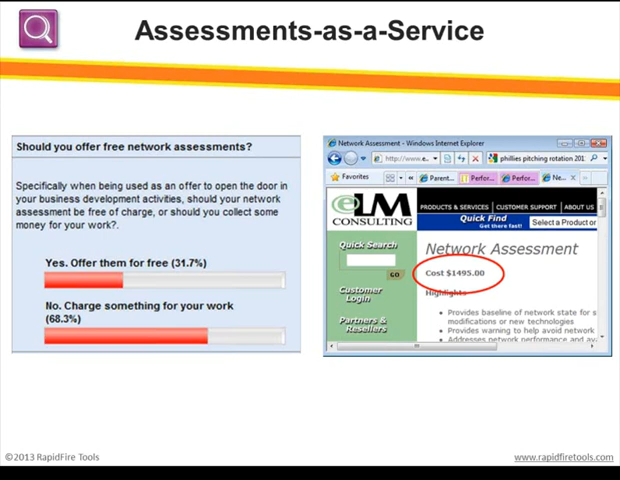 Assessments-as-a-Service
Should you offer free network assessments?
Specifically when being used as an offer to open the door in
your business development activities, should your network
assessment be free of charge, or should you collect some
money for your work?.
Yes. Offer them for free (31.7%)
No. Charge something for your work
(68.3%)
Network Assessment - Windows Internet Explorer
http://www.e..
phillies pitching rotation 201
Favorites
Parent...
Perfor...
Perfor...
Ne...
eLM
CONSULTING
PRODUCTS & SERVICES
CUSTOMER SUPPORT
ABOUT US
Quick Find
Get there fast!
Select a Product or
Quick Search
GO
Customer
Login
Partners &
Resellers
Network Assessment
Cost $1495.00
Highlights
• Provides baseline of network state for s
modifications or new technologies
• Provides warning to help avoid network
• Addresses network performance and av
©2013 RapidFire Tools
www.rapidfiretools.com